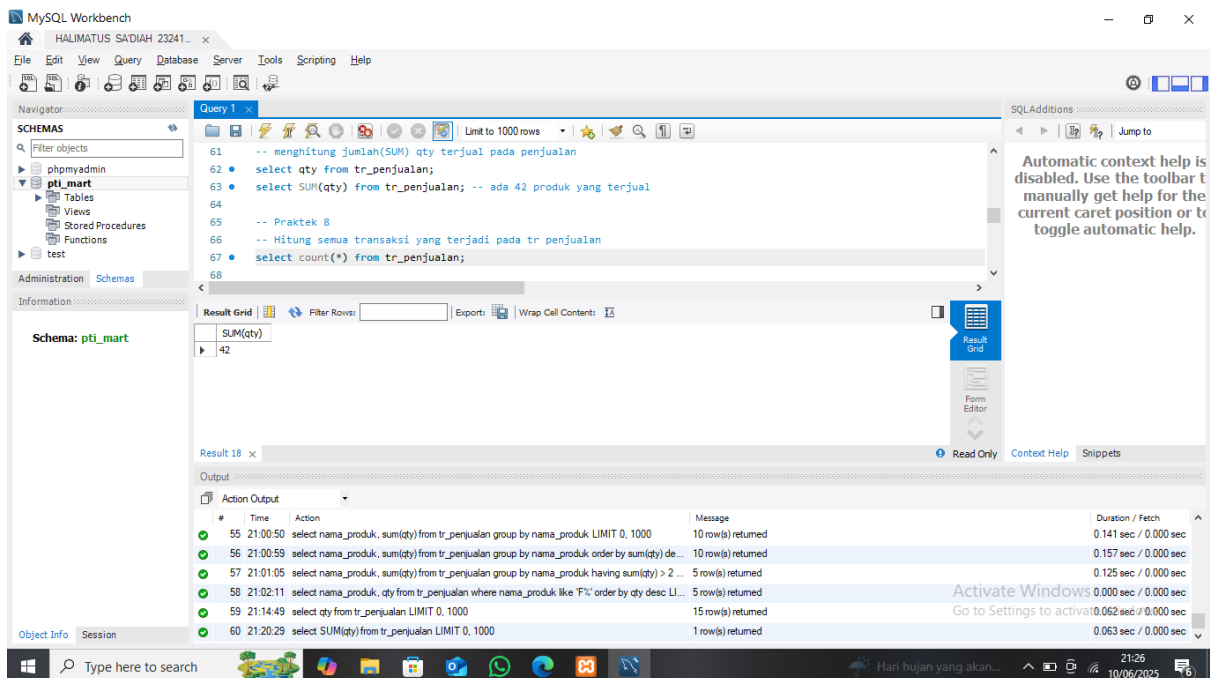 MySQL Workbench
HALIMATUS SA'DIAH 23241... ×
File Edit View Query Database Server Tools Scripting Help
Navigator
SCHEMAS
Filter objects
phpmyadmin
pti_mart
Tables
Views
Stored Procedures
Functions
test
Administration Schemas
Information
Schema: pti_mart
Object Info Session
Query 1 ×
Limit to 1000 rows
61 -- menghitung jumlah(SUM) qty terjual pada penjualan
62 select qty from tr_penjualan;
63 select SUM(qty) from tr_penjualan; -- ada 42 produk yang terjual
64
65 -- Praktek 8
66 -- Hitung semua transaksi yang terjadi pada tr penjualan
67 select count(*) from tr_penjualan;
68
Result Grid Filter Rows: Export: Wrap Cell Content:
SUM(qty)
42
Result Grid
Form Editor
Result 18 × Read Only
SQLAdditions
Jump to
Automatic context help is
disabled. Use the toolbar t
manually get help for the
current caret position or to
toggle automatic help.
Context Help Snippets
Output
Action Output
# Time Action Message Duration / Fetch
55 21:00:50 select nama_produk, sum(qty) from tr_penjualan group by nama_produk LIMIT 0, 1000 10 row(s) returned 0.141 sec / 0.000 sec
56 21:00:59 select nama_produk, sum(qty) from tr_penjualan group by nama_produk order by sum(qty) de... 10 row(s) returned 0.157 sec / 0.000 sec
57 21:01:05 select nama_produk, sum(qty) from tr_penjualan group by nama_produk having sum(qty) > 2 ... 5 row(s) returned 0.125 sec / 0.000 sec
58 21:02:11 select nama_produk, qty from tr_penjualan where nama_produk like 'F%' order by qty desc LI... 5 row(s) returned 0.000 sec / 0.000 sec
59 21:14:49 select qty from tr_penjualan LIMIT 0, 1000 15 row(s) returned 0.062 sec / 0.000 sec
60 21:20:29 select SUM(qty) from tr_penjualan LIMIT 0, 1000 1 row(s) returned 0.063 sec / 0.000 sec
Activate Windows
Go to Settings to activate
Type here to search
Hari hujan yang akan...
21:26
10/06/2025
6